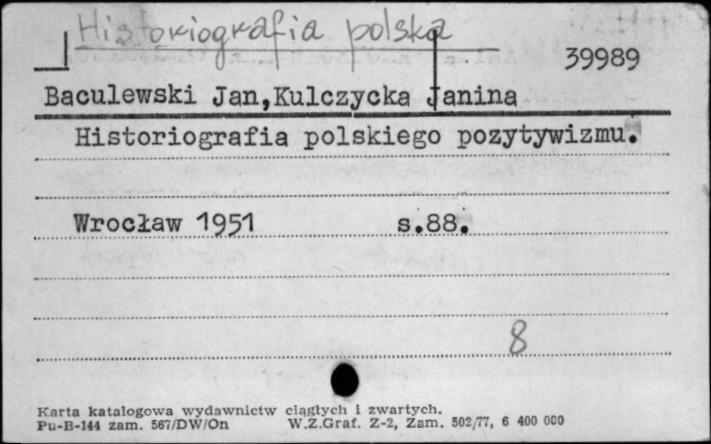 Historiografia polska
39989
Baculewski Jan,Kulczycka Janina
Historiografia polskiego pozytywizmu.
Wrocław 1951 s.88.
8
Karta katalogowa wydawnictw ciągłych i zwartych.
Pu-B-144 zam. 567/DW/On W.Z.Graf. Z-2, Zam. 502/77, 6 400 000